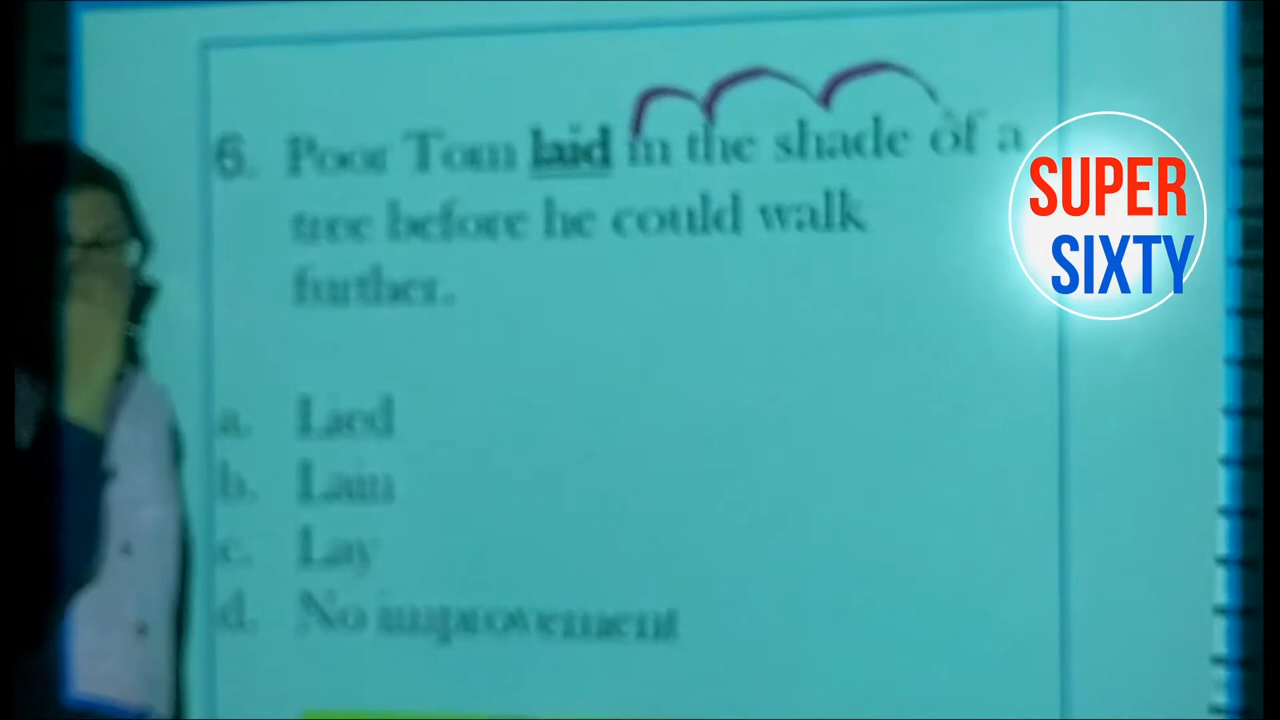 6. Poor Tom laid in the shade of a
tree before he could walk
further.
a. Lied
b. Lain
c. Lay
d. No improvement
SUPER
SIXTY